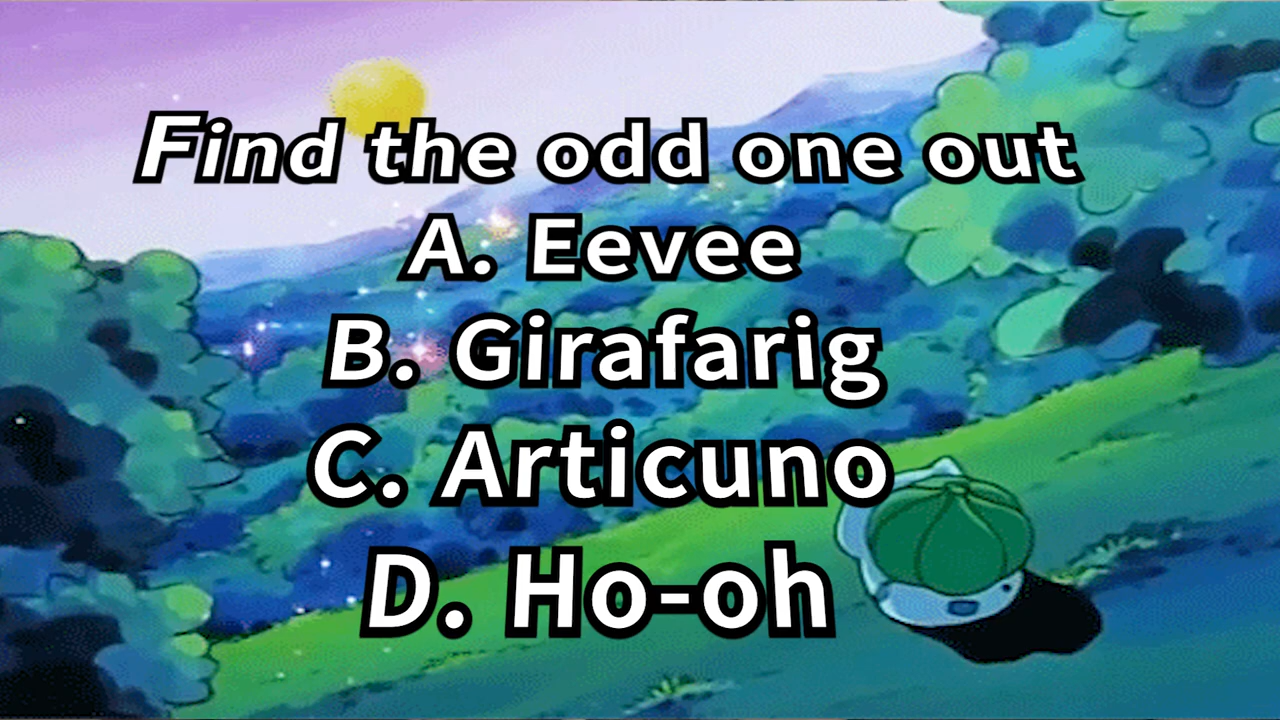 Find the odd one out
A. Eevee
B. Girafarig
C. Articuno
D. Ho-oh